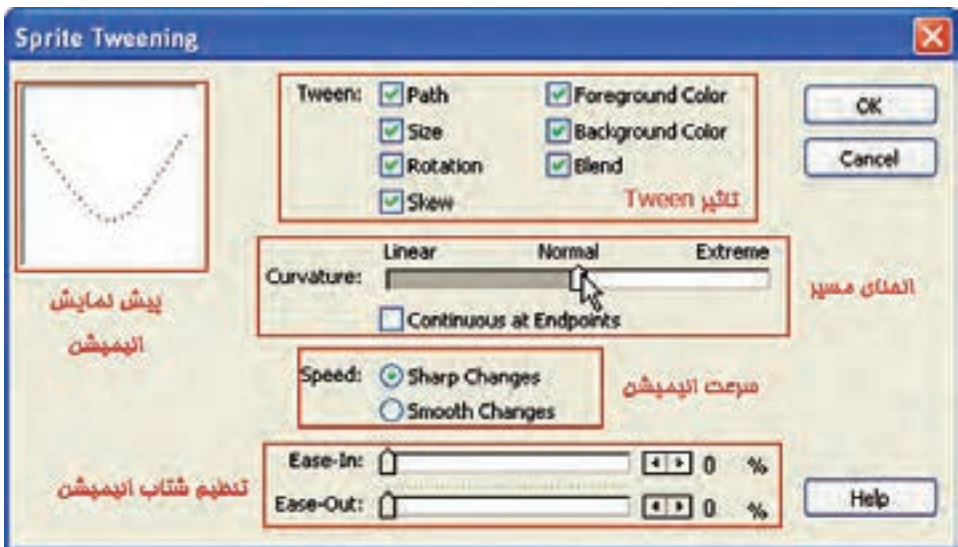 Sprite Tweening
Tween: Path Foreground Color OK
Size Background Color
Rotation Blend Cancel
Skew تاثیر Tween
Linear Normal Extreme
Curvature: انحنای مسیر
Continuous at Endpoints
پیش نمایش
انیمیشن
Speed: Sharp Changes سرعت انیمیشن
Smooth Changes
Ease-In: 0 %
تنظیم شتاب انیمیشن
Ease-Out: 0 % Help